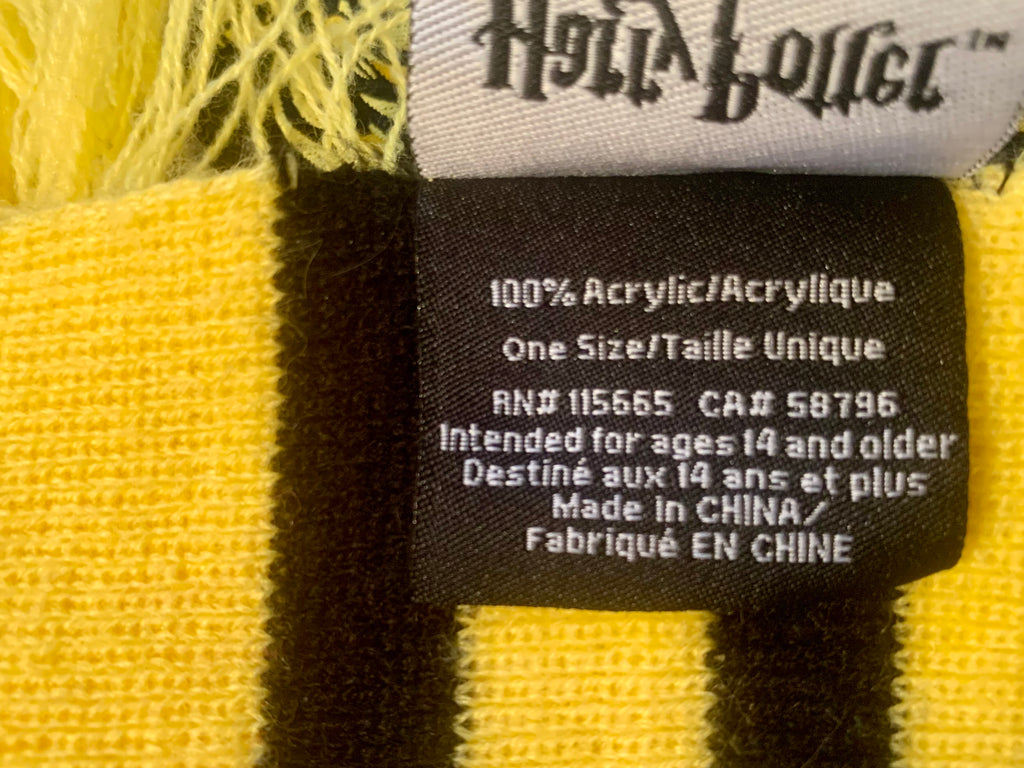 Harry Potter™
100% Acrylic/Acrylique
One Size/Taille Unique
RN# 115665 CA# 58796
Intended for ages 14 and older
Destiné aux 14 ans et plus
Made in CHINA/
Fabriqué EN CHINE